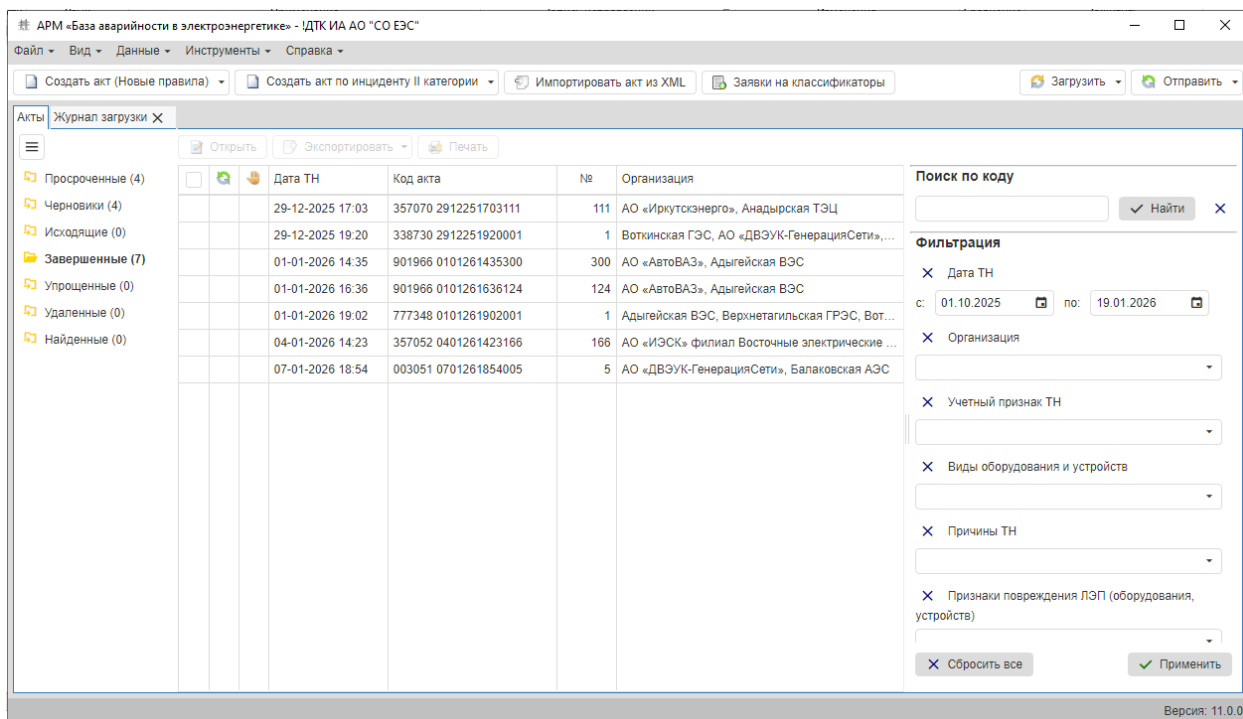 АРМ «База аварийности в электроэнергетике» - !ДТК ИА АО "СО ЕЭС"
Файл Вид Данные Инструменты Справка
Создать акт (Новые правила) Создать акт по инциденту II категории Импортировать акт из XML Заявки на классификаторы Загрузить Отправить
Акты Журнал загрузки
Открыть Экспортировать Печать
Просроченные (4)
Черновики (4)
Исходящие (0)
Завершенные (7)
Упрощенные (0)
Удаленные (0)
Найденные (0)
Дата ТН Код акта № Организация
29-12-2025 17:03 357070 2912251703111 111 АО «Иркутскэнерго», Анадырская ТЭЦ
29-12-2025 19:20 338730 2912251920001 1 Воткинская ГЭС, АО «ДВЭУК-ГенерацияСети»,...
01-01-2026 14:35 901966 0101261435300 300 АО «АвтоВАЗ», Адыгейская ВЭС
01-01-2026 16:36 901966 0101261636124 124 АО «АвтоВАЗ», Адыгейская ВЭС
01-01-2026 19:02 777348 0101261902001 1 Адыгейская ВЭС, Верхнетагильская ГРЭС, Вот...
04-01-2026 14:23 357052 0401261423166 166 АО «ИЭСК» филиал Восточные электрические ...
07-01-2026 18:54 003051 0701261854005 5 АО «ДВЭУК-ГенерацияСети», Балаковская АЭС
Поиск по коду
Найти
Фильтрация
Дата ТН
с: 01.10.2025 по: 19.01.2026
Организация
Учетный признак ТН
Виды оборудования и устройств
Причины ТН
Признаки повреждения ЛЭП (оборудования,
устройств)
Сбросить все Применить
Версия: 11.0.0